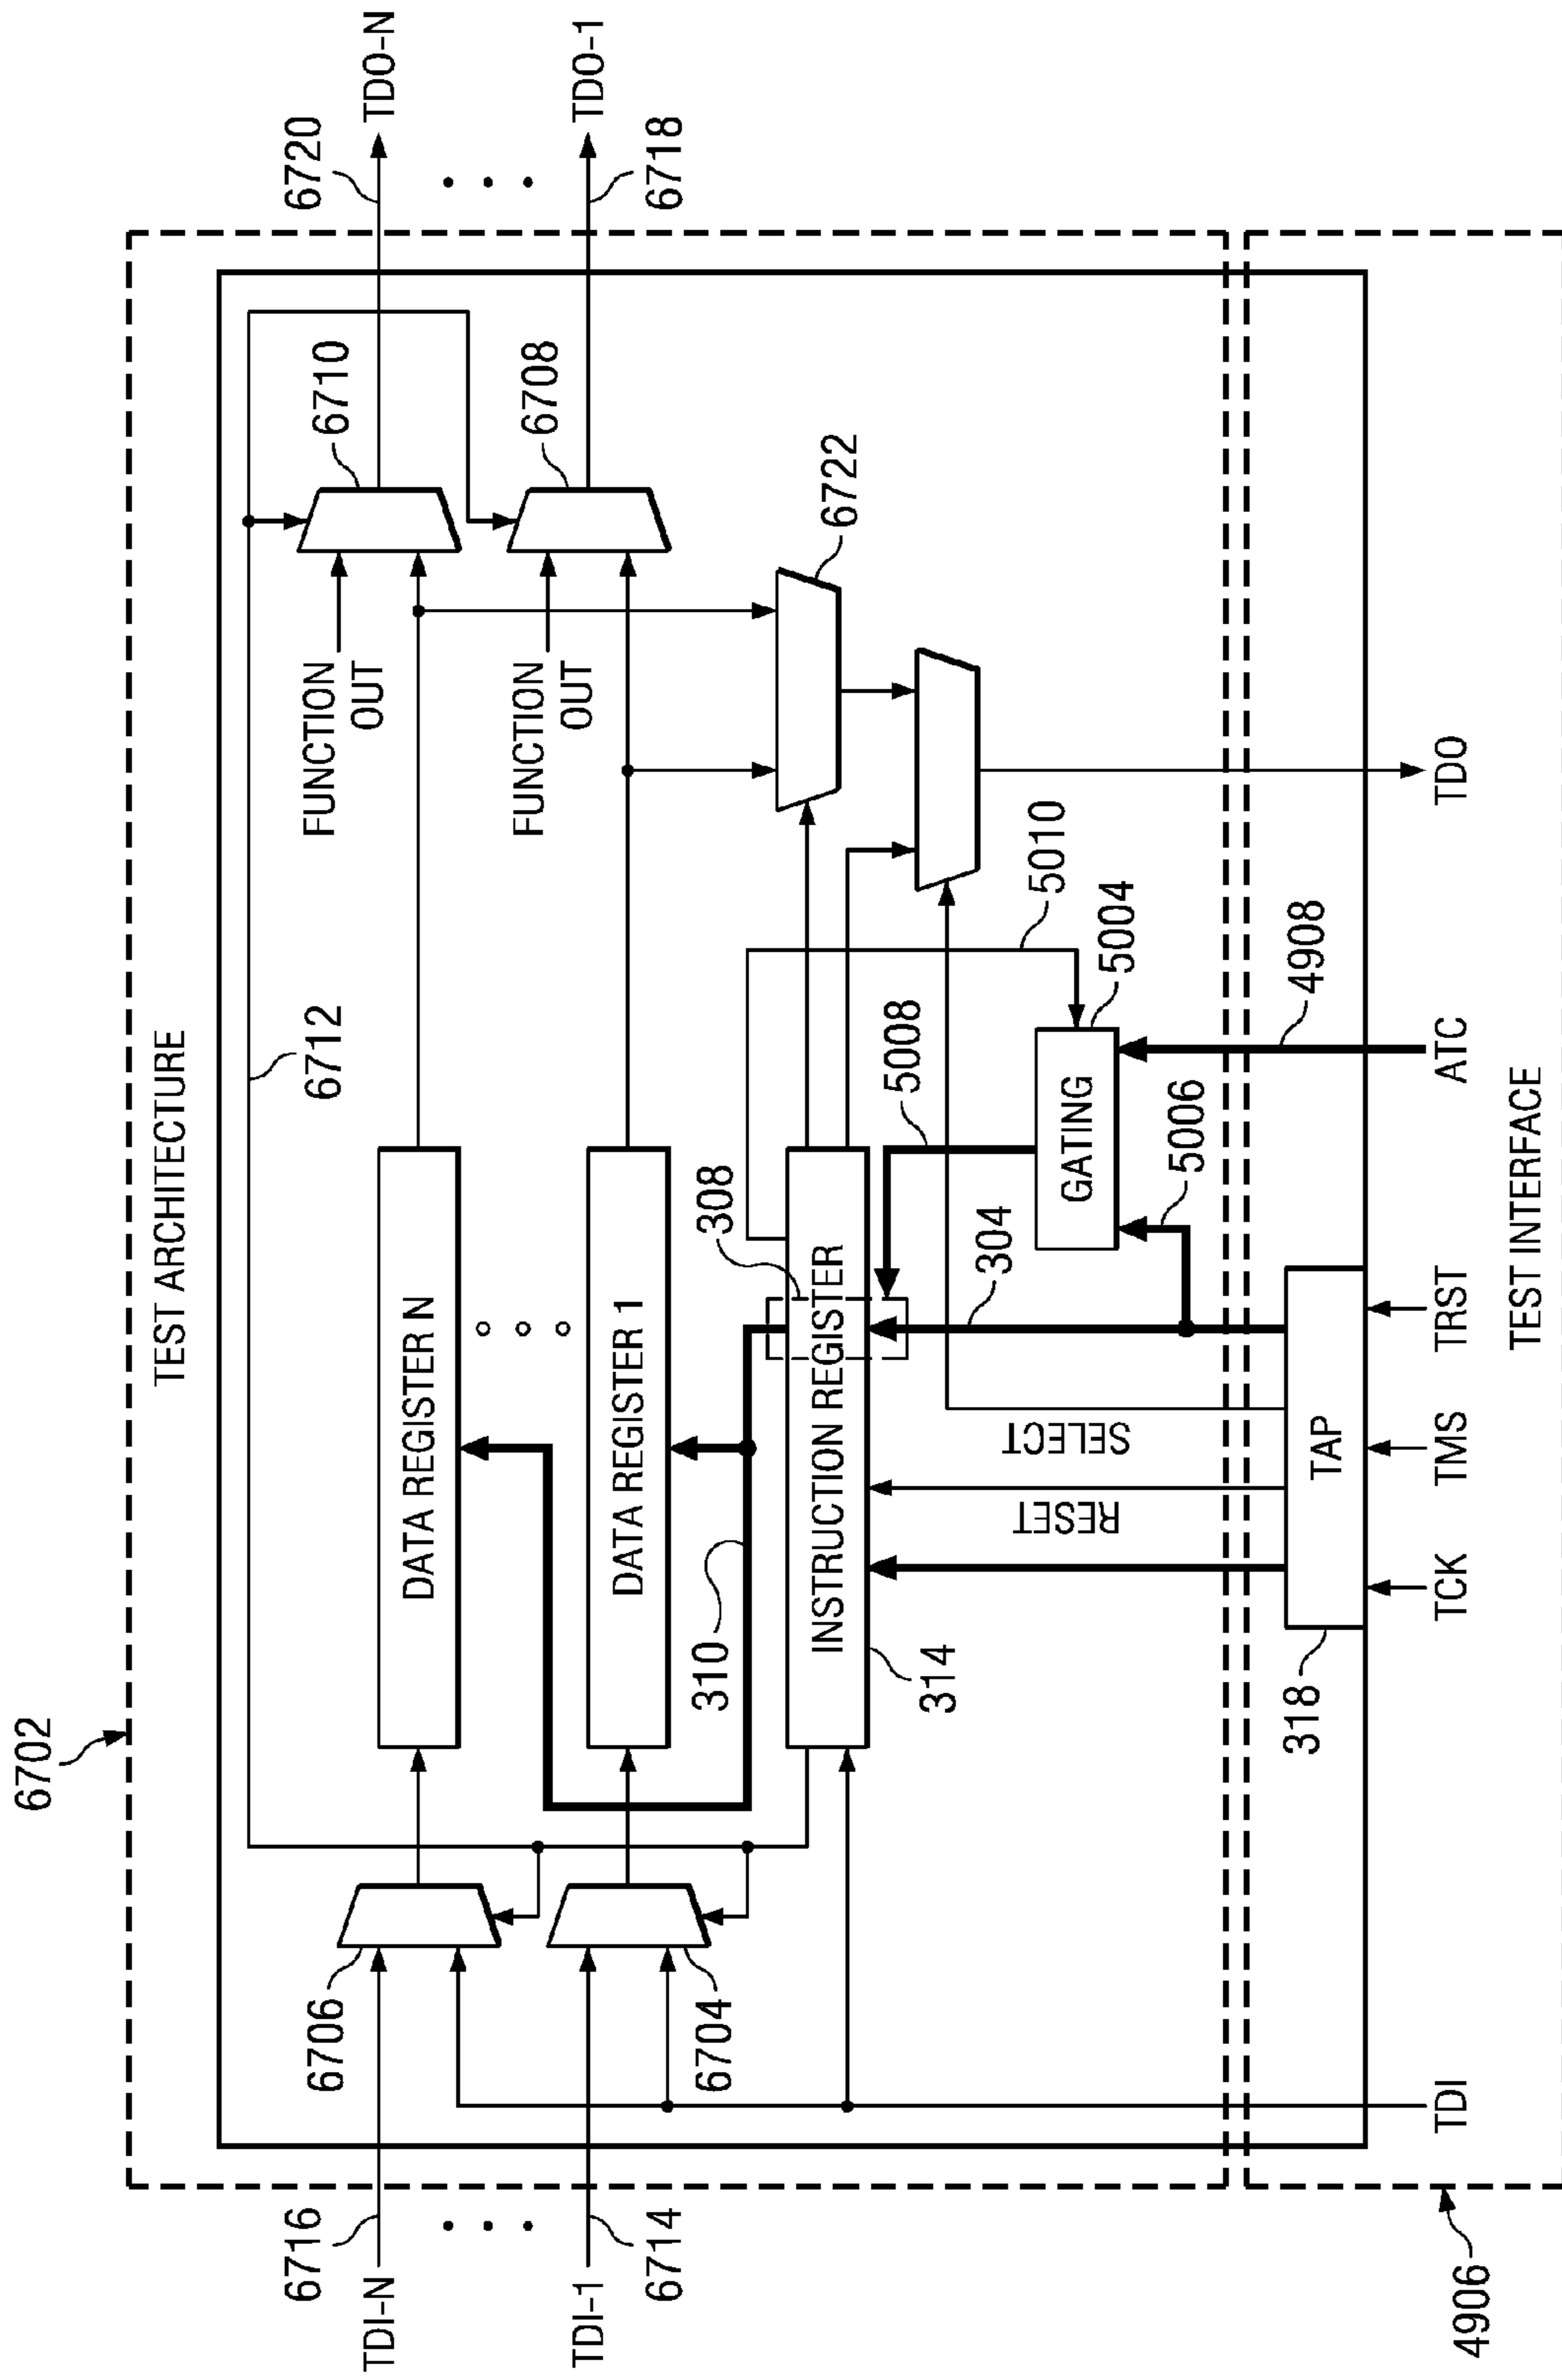 6702
TEST ARCHITECTURE
6712
6720
TDO-N
6710
FUNCTION
OUT
DATA REGISTER N
6706
6716
TDI-N
6718
TDO-1
6708
FUNCTION
OUT
DATA REGISTER 1
6704
6714
TDI-1
6722
310
308
INSTRUCTION REGISTER
314
5010
5008
5004
GATING
304
5006
4908
SELECT
RESET
TAP
318
TDI
TCK
TMS
TRST
ATC
TDO
TEST INTERFACE
4906